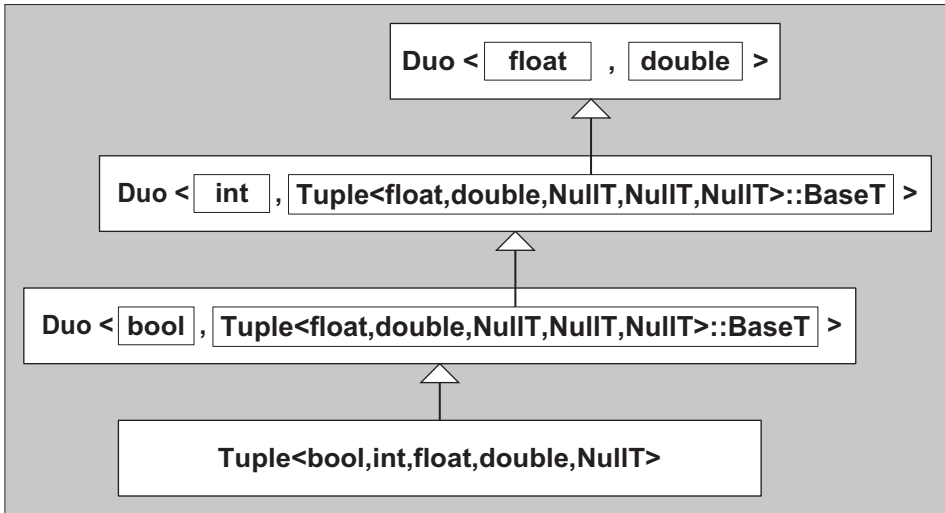 Duo < float , double >
Duo < int , Tuple<float,double,NullT,NullT,NullT>::BaseT >
Duo < bool , Tuple<float,double,NullT,NullT,NullT>::BaseT >
Tuple<bool,int,float,double,NullT>